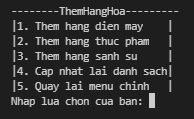 --------ThemHangHoa---------
|1. Them hang dien may    |
|2. Them hang thuc pham   |
|3. Them hang sanh su     |
|4. Cap nhat lai danh sach|
|5. Quay lai menu chinh   |
Nhap lua chon cua ban: